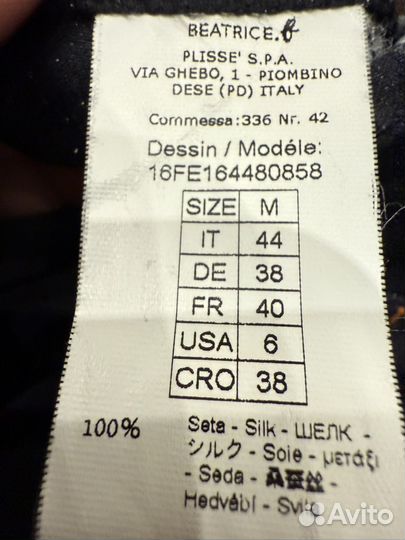 BEATRICE.b
PLISSE' S.P.A.
VIA GHEBO, 1 - PIOMBINO
DESE (PD) ITALY
Commessa:336 Nr. 42
Dessin / Modéle:
16FE164480858
SIZE M
IT 44
DE 38
FR 40
USA 6
CRO 38
100% Seta - Silk - ШЕЛК -
シルク - Soie - μετάξι
- Seda -
Hedvábí - Svila
Avito